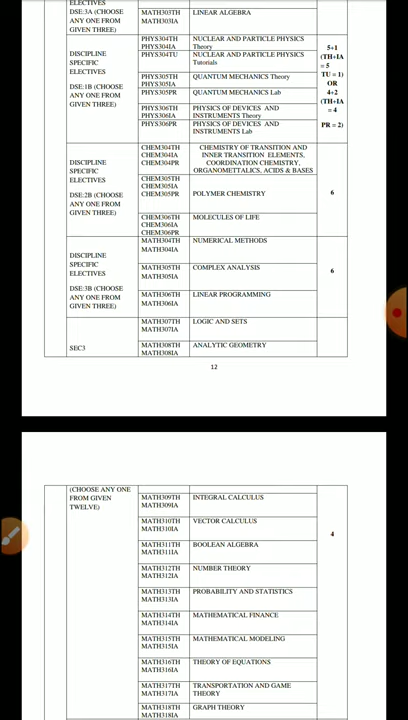 ELECTIVES
DSE:3A (CHOOSE
ANY ONE FROM
GIVEN THREE)
MATH303TH
MATH303IA
LINEAR ALGEBRA
DISCIPLINE
SPECIFIC
ELECTIVES
DSE:1B (CHOOSE
ANY ONE FROM
GIVEN THREE)
PHYS304TH
PHYS304IA
NUCLEAR AND PARTICLE PHYSICS
Theory
PHYS304TU
NUCLEAR AND PARTICLE PHYSICS
Tutorials
PHYS305TH
PHYS305IA
QUANTUM MECHANICS Theory
PHYS305PR
QUANTUM MECHANICS Lab
PHYS306TH
PHYS306IA
PHYSICS OF DEVICES AND
INSTRUMENTS Theory
PHYS306PR
PHYSICS OF DEVICES AND
INSTRUMENTS Lab
5+1
(TH+IA
= 5
TU = 1)
OR
4+2
(TH+IA
= 4
PR = 2)
DISCIPLINE
SPECIFIC
ELECTIVES
DSE:2B (CHOOSE
ANY ONE FROM
GIVEN THREE)
CHEM304TH
CHEM304IA
CHEM304PR
CHEMISTRY OF TRANSITION AND
INNER TRANSITION ELEMENTS,
COORDINATION CHEMISTRY,
ORGANOMETTALICS, ACIDS & BASES
CHEM305TH
CHEM305IA
CHEM305PR
POLYMER CHEMISTRY
CHEM306TH
CHEM306IA
CHEM306PR
MOLECULES OF LIFE
6
DISCIPLINE
SPECIFIC
ELECTIVES
DSE:3B (CHOOSE
ANY ONE FROM
GIVEN THREE)
MATH304TH
MATH304IA
NUMERICAL METHODS
MATH305TH
MATH305IA
COMPLEX ANALYSIS
MATH306TH
MATH306IA
LINEAR PROGRAMMING
6
SEC3
MATH307TH
MATH307IA
LOGIC AND SETS
MATH308TH
MATH308IA
ANALYTIC GEOMETRY
12
(CHOOSE ANY ONE
FROM GIVEN
TWELVE)
MATH309TH
MATH309IA
INTEGRAL CALCULUS
MATH310TH
MATH310IA
VECTOR CALCULUS
MATH311TH
MATH311IA
BOOLEAN ALGEBRA
MATH312TH
MATH312IA
NUMBER THEORY
MATH313TH
MATH313IA
PROBABILITY AND STATISTICS
MATH314TH
MATH314IA
MATHEMATICAL FINANCE
MATH315TH
MATH315IA
MATHEMATICAL MODELING
MATH316TH
MATH316IA
THEORY OF EQUATIONS
MATH317TH
MATH317IA
TRANSPORTATION AND GAME
THEORY
MATH318TH
MATH318IA
GRAPH THEORY
4